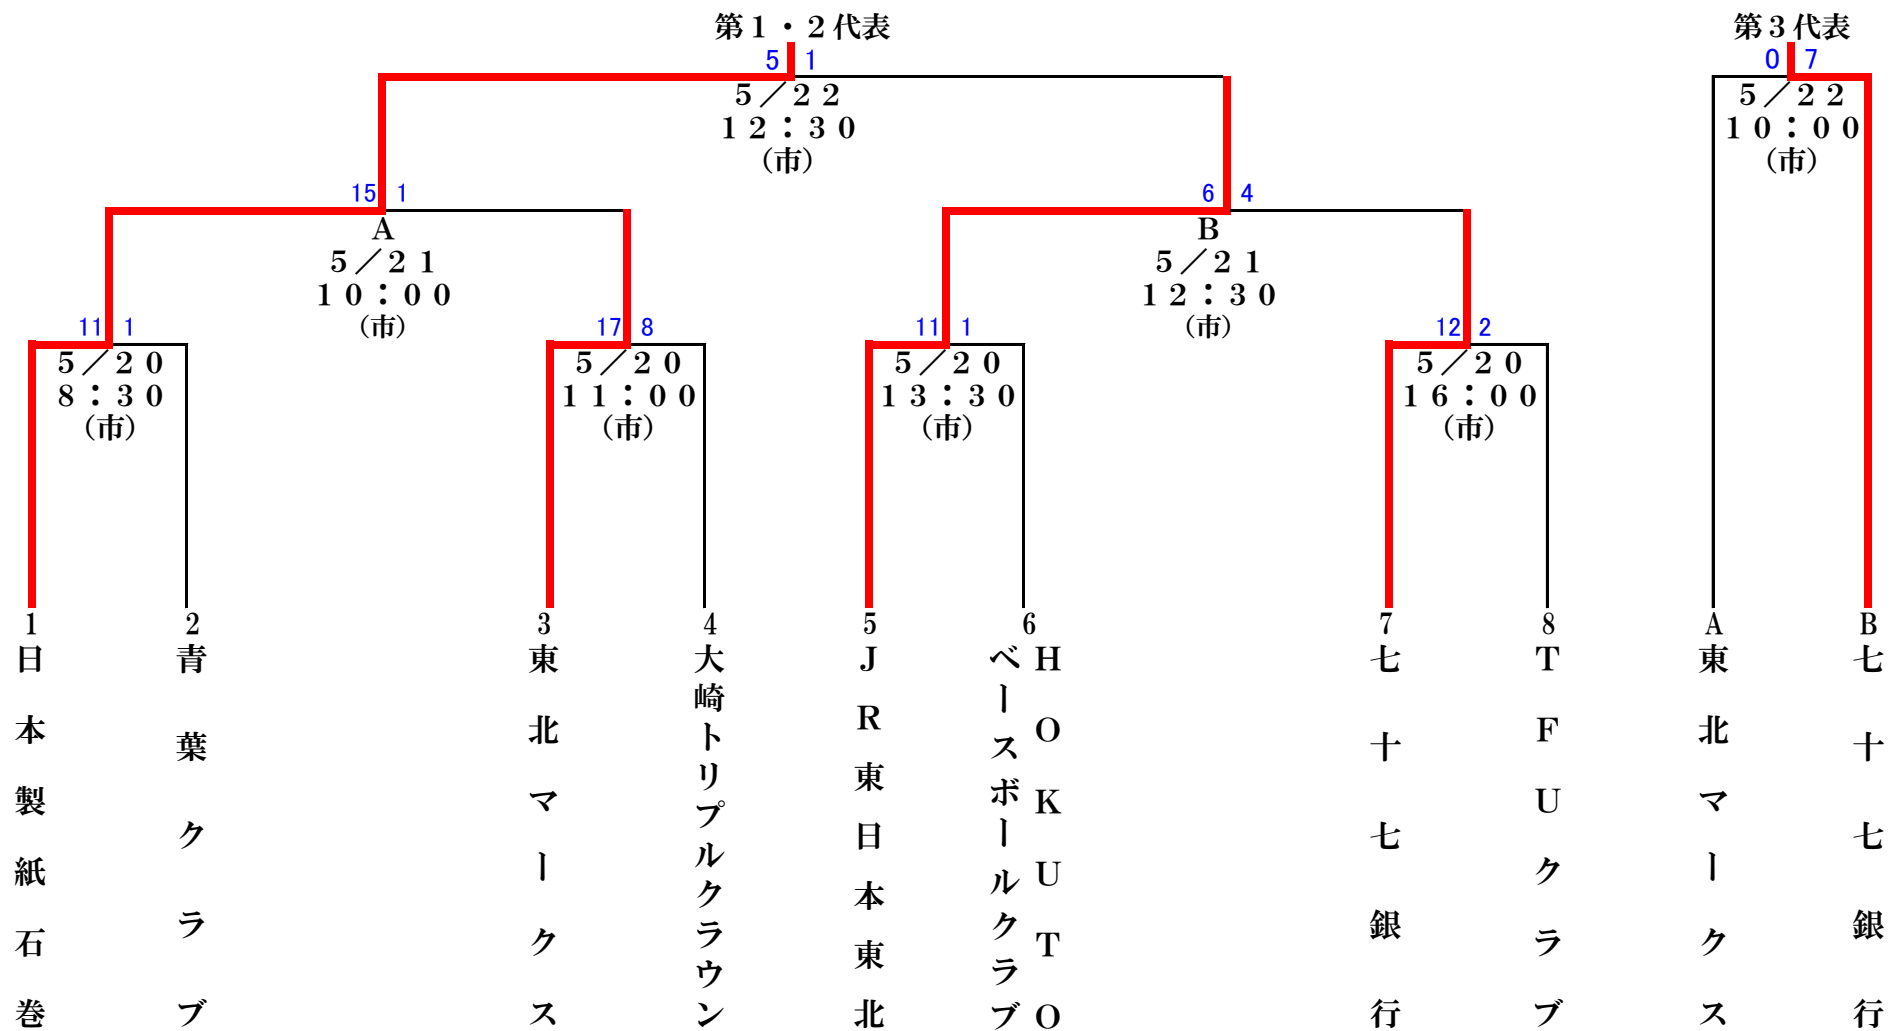 第１・２代表
5 1
５／２２
１２：３０
（市）
第３代表
0 7
５／２２
１０：００
（市）
15 1
A
５／２１
１０：００
（市）
6 4
B
５／２１
１２：３０
（市）
11 1
５／２０
８：３０
（市）
17 8
５／２０
１１：００
（市）
11 1
５／２０
１３：３０
（市）
12 2
５／２０
１６：００
（市）
1
日本製紙石巻
2
青葉クラブ
3
東北マークス
4
大崎トリプルクラウン
5
ＪＲ東日本東北
6
ＨＯＫＵＴＯ
ベースボールクラブ
7
七十七銀行
8
ＴＦＵクラブ
A
東北マークス
B
七十七銀行